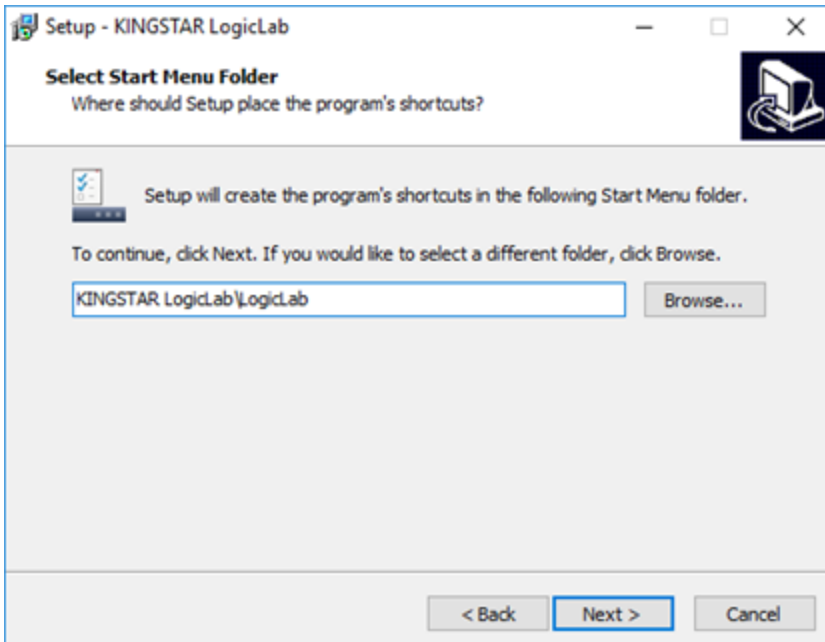 Setup - KINGSTAR LogicLab
Select Start Menu Folder
Where should Setup place the program's shortcuts?
Setup will create the program's shortcuts in the following Start Menu folder.
To continue, click Next. If you would like to select a different folder, click Browse.
KINGSTAR LogicLab\LogicLab
Browse...
< Back
Next >
Cancel